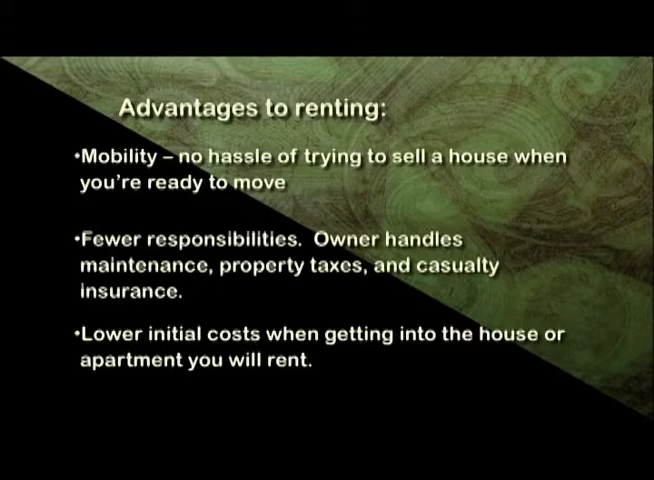 Advantages to renting:
•Mobility – no hassle of trying to sell a house when
you’re ready to move
•Fewer responsibilities.  Owner handles
maintenance, property taxes, and casualty
insurance.
•Lower initial costs when getting into the house or
apartment you will rent.